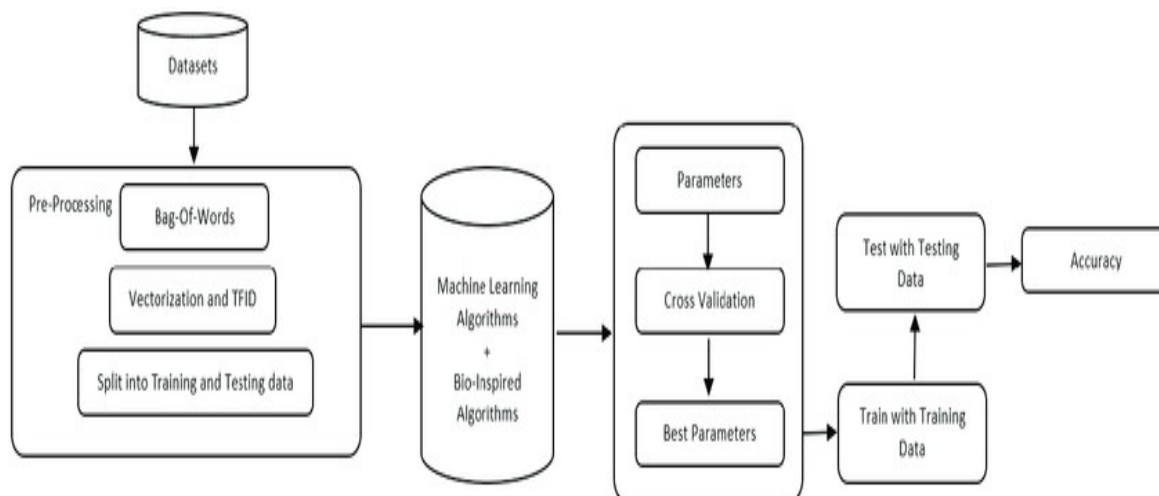 Datasets
Pre-Processing
Bag-Of-Words
Vectorization and TFID
Split into Training and Testing data
Machine Learning
Algorithms
+
Bio-Inspired
Algorithms
Parameters
Cross Validation
Best Parameters
Train with Training
Data
Test with Testing
Data
Accuracy